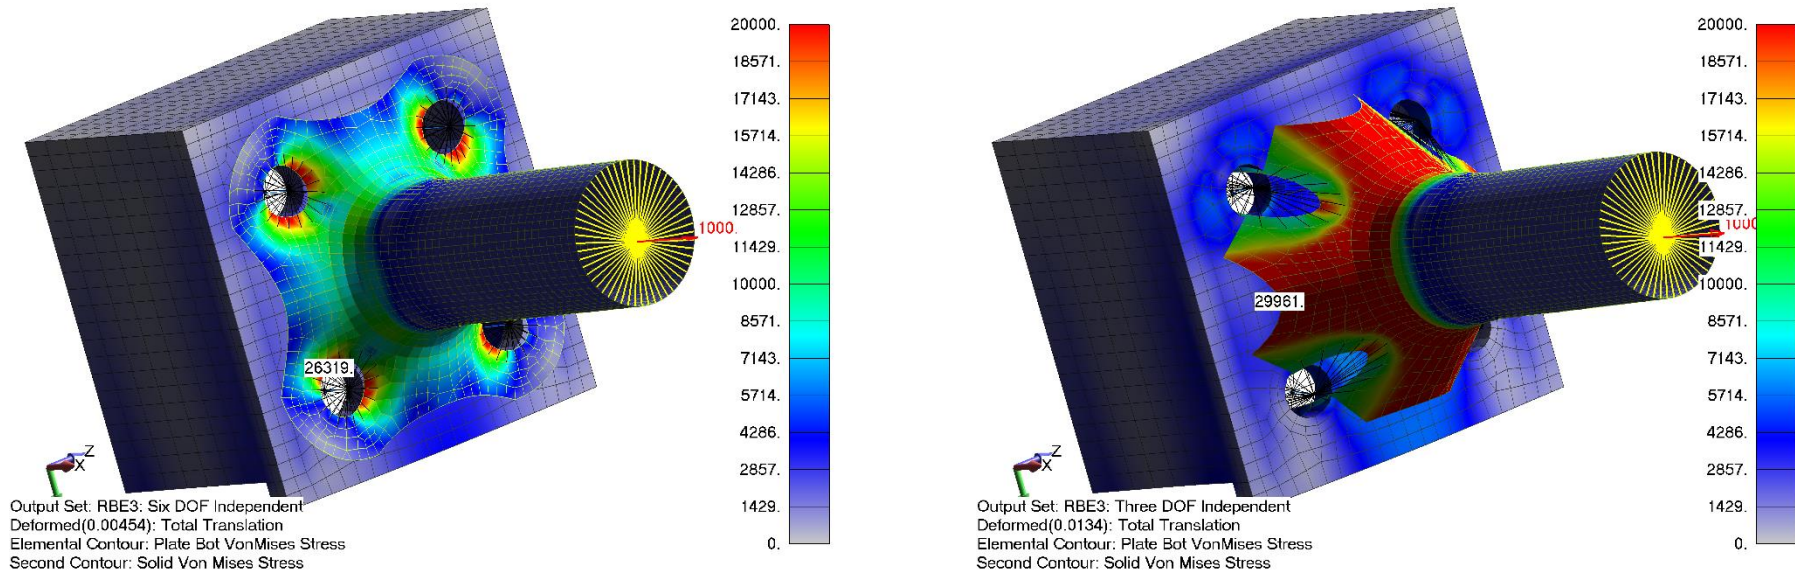 20000.
18571.
17143.
15714.
14286.
12857.
11429.
10000.
8571.
7143.
5714.
4286.
2857.
1429.
0.
1000.
26319.
Z
X
Output Set: RBE3: Six DOF Independent
Deformed(0.00454): Total Translation
Elemental Contour: Plate Bot VonMises Stress
Second Contour: Solid Von Mises Stress
20000.
18571.
17143.
15714.
14286.
12857.
11429.
10000.
8571.
7143.
5714.
4286.
2857.
1429.
0.
29961.
Z
X
Output Set: RBE3: Three DOF Independent
Deformed(0.0134): Total Translation
Elemental Contour: Plate Bot VonMises Stress
Second Contour: Solid Von Mises Stress